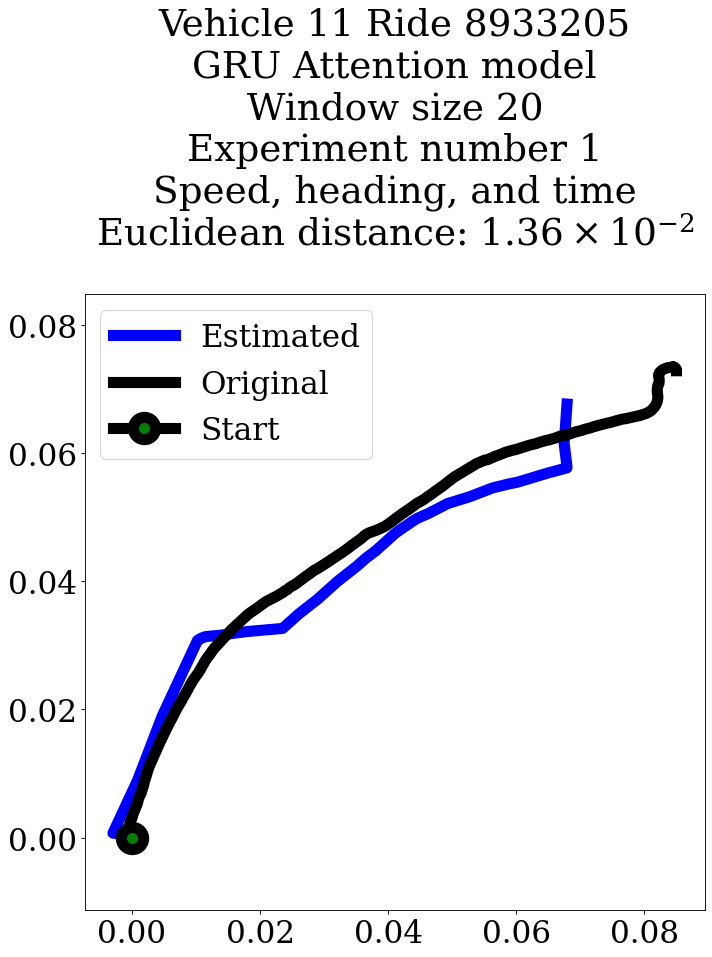 Vehicle 11 Ride 8933205
GRU Attention model
Window size 20
Experiment number 1
Speed, heading, and time
Euclidean distance: 1.36 × 10⁻²
Estimated
Original
Start
0.08
0.06
0.04
0.02
0.00
0.00 0.02 0.04 0.06 0.08